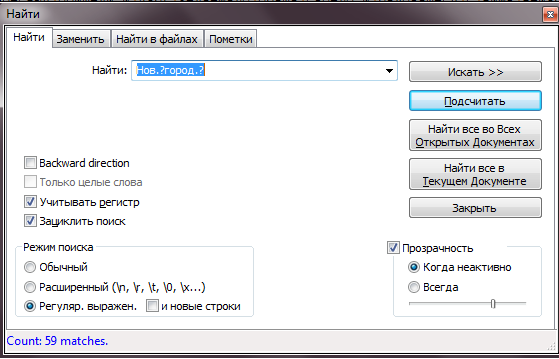 Найти
Найти Заменить Найти в файлах Пометки
Найти: Нов.?город.? Искать >>
Подсчитать
Найти все во Всех
Открытых Документах
Backward direction
Найти все в
Текущем Документе
Только целые слова
Учитывать регистр
Закрыть
Зациклить поиск
Режим поиска
Прозрачность
Обычный
Когда неактивно
Расширенный (\n, \r, \t, \0, \x...)
Всегда
Регуляр. выражен. и новые строки
Count: 59 matches.